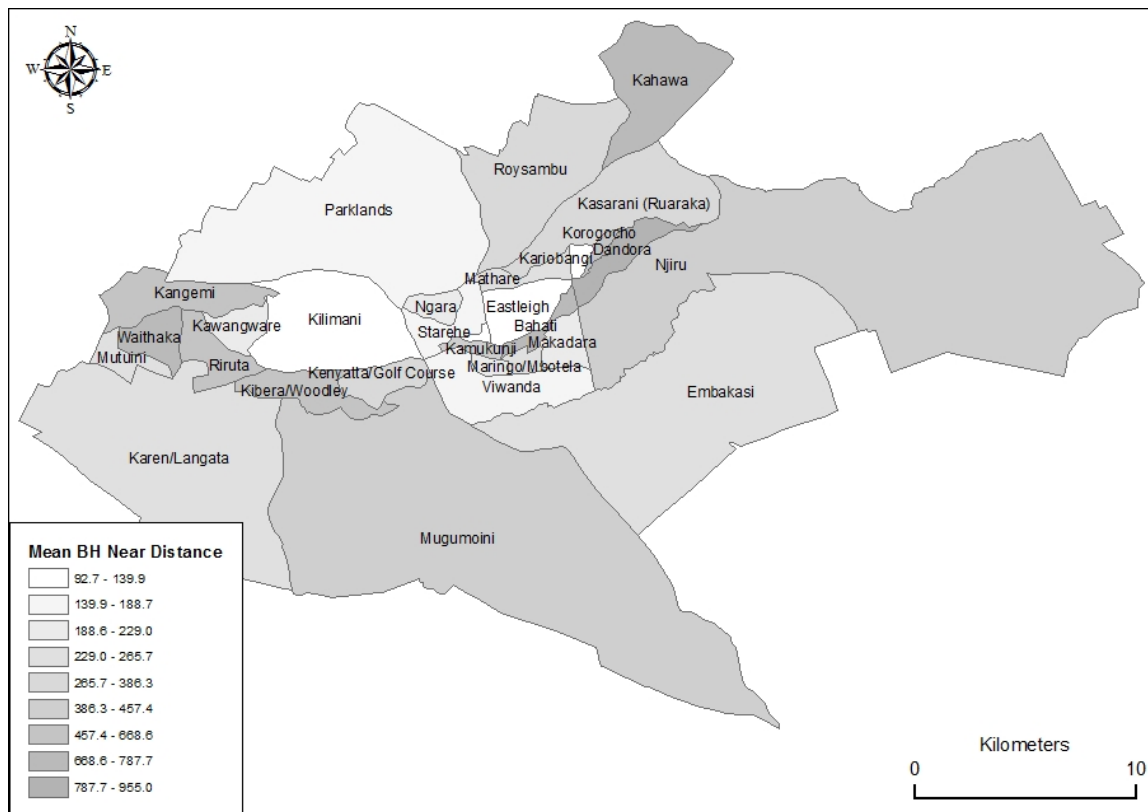 N
W E
S
Kahawa
Roysambu
Kasarani (Ruaraka)
Parklands
Korogocho
Dandora
Kariobangi
Njiru
Mathare
Kangemi
Ngara
Eastleigh
Kilimani
Kawangware
Starehe
Bahati
Waithaka
Makadara
Kamukunji
Mutuini
Riruta
Maringo/Mbotela
Kenyatta/Golf Course
Viwanda
Kibera/Woodley
Embakasi
Karen/Langata
Mugumoini
Mean BH Near Distance
92.7 - 139.9
139.9 - 188.7
188.6 - 229.0
229.0 - 265.7
265.7 - 386.3
386.3 - 457.4
457.4 - 668.6
668.6 - 787.7
787.7 - 955.0
Kilometers
0 10